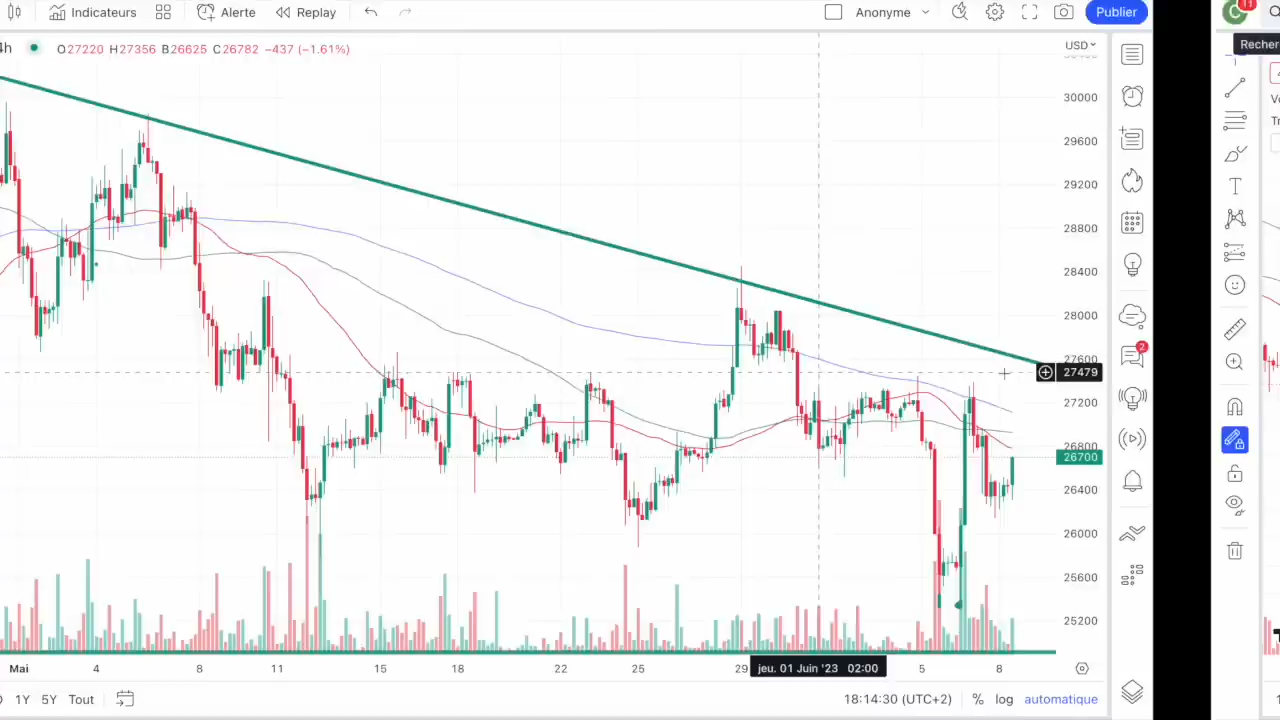 Indicateurs Alerte Replay Anonyme Publier
11
Recher
4h O27220 H27356 B26625 C26782 −437 (−1.61%)
USD
30000
29600
29200
28800
28400
28000
27600
27479
27200
26800
26700
26400
26000
25600
25200
2
T
Mai 4 8 11 15 18 22 25 29 jeu. 01 Juin '23 02:00 5 8
1Y 5Y Tout 18:14:30 (UTC+2) % log automatique